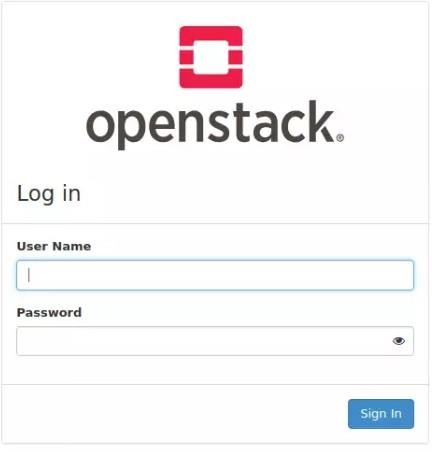 openstack®
Log in
User Name
Password
Sign In